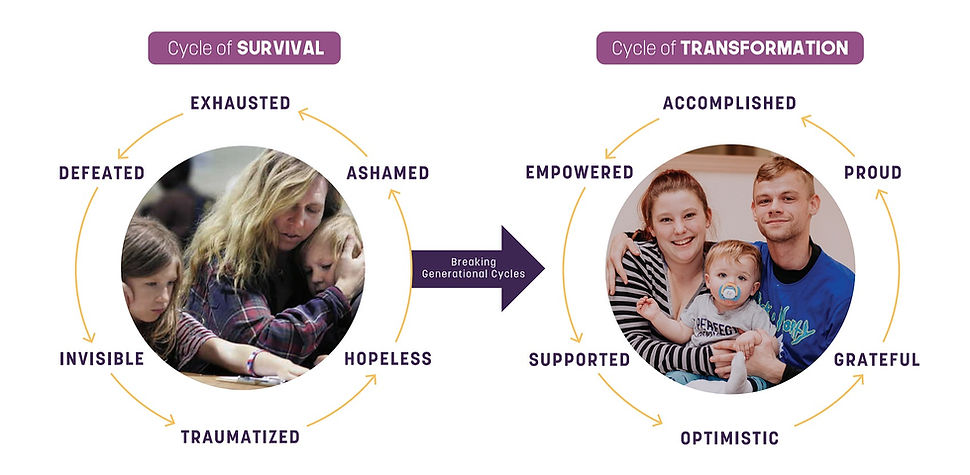 Cycle of SURVIVAL
EXHAUSTED
DEFEATED
ASHAMED
INVISIBLE
HOPELESS
TRAUMATIZED
Breaking
Generational Cycles
Cycle of TRANSFORMATION
ACCOMPLISHED
EMPOWERED
PROUD
SUPPORTED
GRATEFUL
OPTIMISTIC